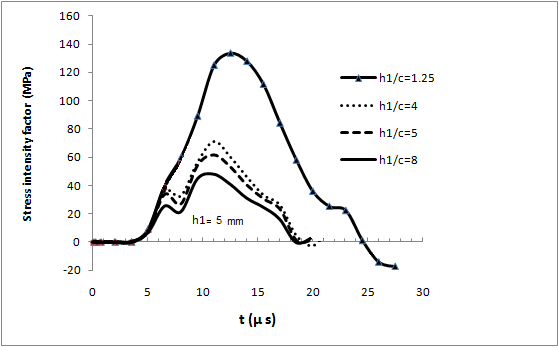 160
140
120
100
80
60
40
20
0
-20
0 5 10 15 20 25 30
Stress intensity factor (MPa)
t (μ s)
h1= 5 mm
h1/c=1.25
h1/c=4
h1/c=5
h1/c=8